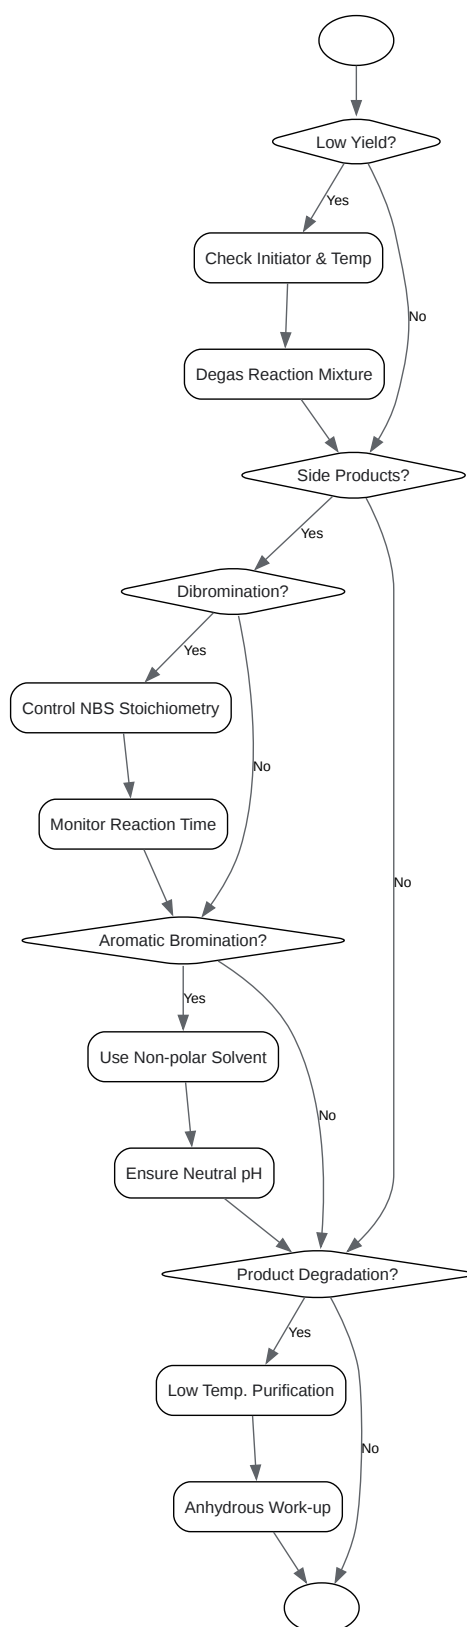 Low Yield?
Yes
Check Initiator & Temp
No
Degas Reaction Mixture
Side Products?
Yes
Dibromination?
Yes
Control NBS Stoichiometry
No
Monitor Reaction Time
No
Aromatic Bromination?
Yes
Use Non-polar Solvent
No
Ensure Neutral pH
Product Degradation?
Yes
Low Temp. Purification
No
Anhydrous Work-up